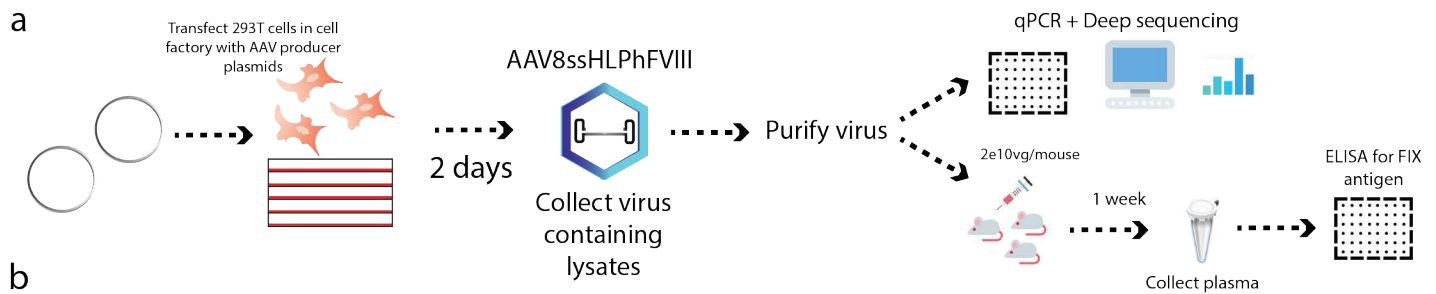 a
Transfect 293T cells in cell
factory with AAV producer
plasmids
2 days
AAV8ssHLPhFVIII
Collect virus
containing
lysates
Purify virus
qPCR + Deep sequencing
2e10vg/mouse
1 week
Collect plasma
ELISA for FIX
antigen
b